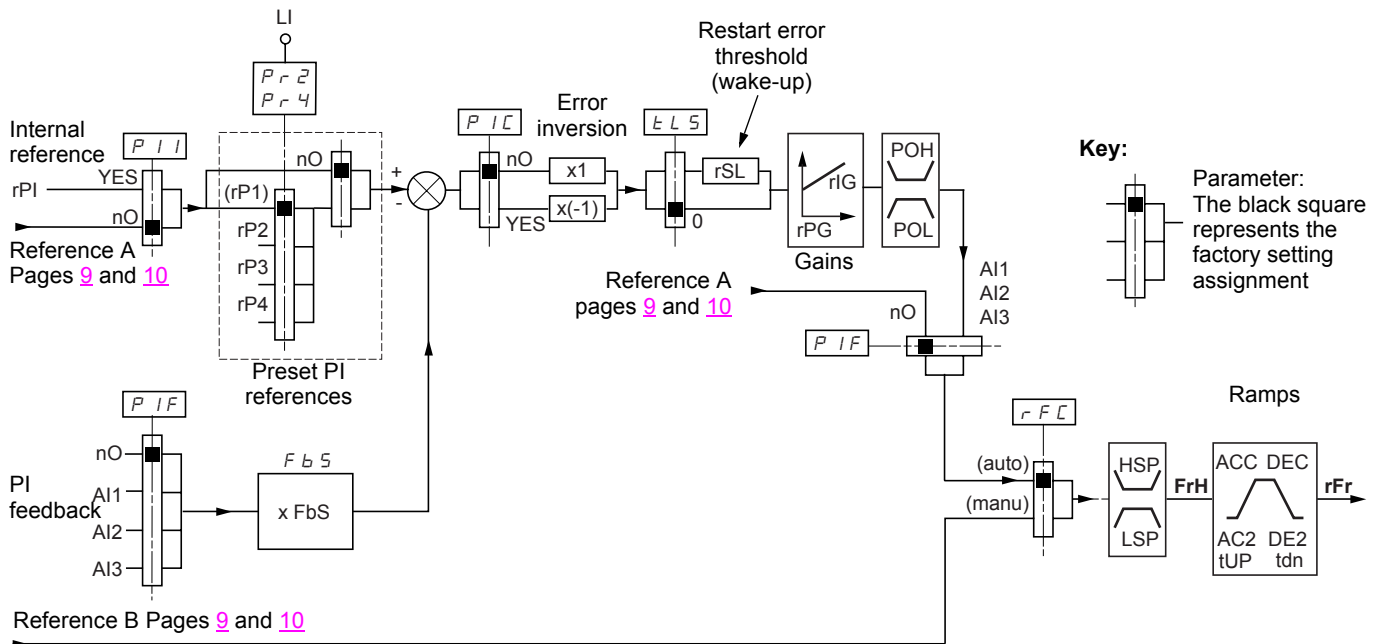 LI
Pr2
Pr4
Restart error
threshold
(wake-up)
Internal
reference
PII
rPI
YES
nO
Reference A
Pages 9 and 10
nO
(rP1)
rP2
rP3
rP4
Preset PI
references
+
-
PIC
Error
inversion
nO
x1
YES
x(-1)
tLS
rSL
0
rIG
rPG
Gains
POH
POL
Key:
Parameter:
The black square
represents the
factory setting
assignment
Reference A
pages 9 and 10
nO
AI1
AI2
AI3
PIF
PIF
nO
PI
feedback
AI1
AI2
AI3
FbS
x FbS
rFC
(auto)
(manu)
HSP
LSP
FrH
Ramps
ACC DEC
AC2 DE2
tUP tdn
rFr
Reference B Pages 9 and 10